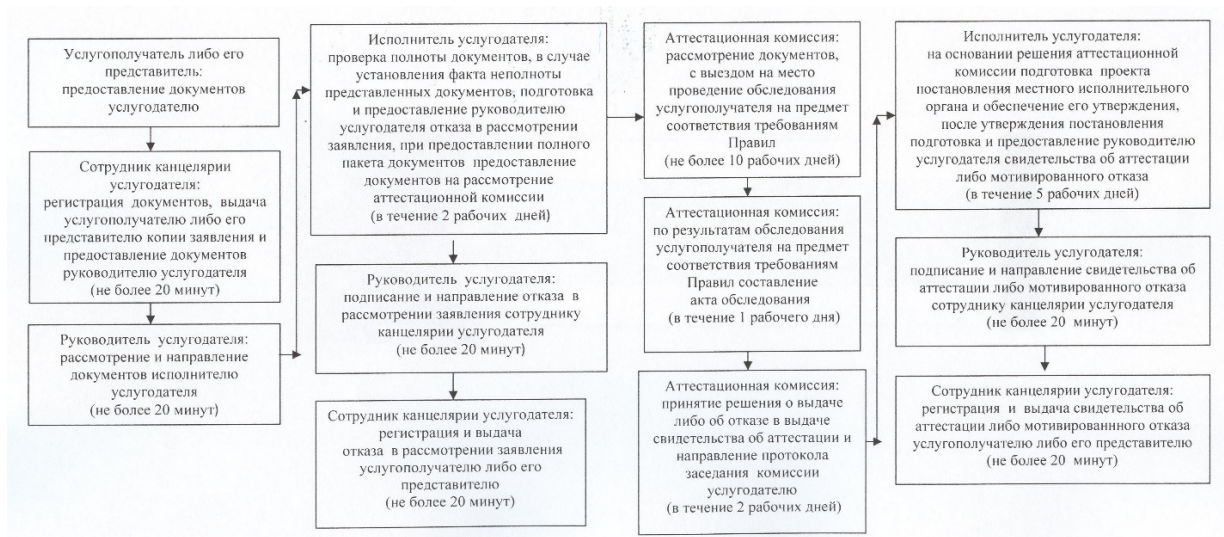 Услугополучатель либо его
представитель:
предоставление документов
услугодателю
Сотрудник канцелярии
услугодателя:
регистрация документов, выдача
услугополучателю либо его
представителю копии заявления и
предоставление документов
руководителю услугодателя
(не более 20 минут)
Руководитель услугодателя:
рассмотрение и направление
документов исполнителю
услугодателя
(не более 20 минут)
Исполнитель услугодателя:
проверка полноты документов, в случае
установления факта неполноты
представленных документов, подготовка
и предоставление руководителю
услугодателя отказа в рассмотрении
заявления, при предоставлении полного
пакета документов предоставление
документов на рассмотрение
аттестационной комиссии
(в течение 2 рабочих дней)
Руководитель услугодателя:
подписание и направление отказа в
рассмотрении заявления сотруднику
канцелярии услугодателя
(не более 20 минут)
Сотрудник канцелярии услугодателя:
регистрация и выдача
отказа в рассмотрении заявления
услугополучателю либо его
представителю
(не более 20 минут)
Аттестационная комиссия:
рассмотрение документов,
с выездом на место
проведение обследования
услугополучателя на предмет
соответствия требованиям
Правил
(не более 10 рабочих дней)
Аттестационная комиссия:
по результатам обследования
услугополучателя на предмет
соответствия требованиям
Правил составление
акта обследования
(в течение 1 рабочего дня)
Аттестационная комиссия:
принятие решения о выдаче
либо об отказе в выдаче
свидетельства об аттестации и
направление протокола
заседания комиссии
услугодателю
(в течение 2 рабочих дней)
Исполнитель услугодателя:
на основании решения аттестационной
комиссии подготовка проекта
постановления местного исполнительного
органа и обеспечение его утверждения,
после утверждения постановления
подготовка и предоставление руководителю
услугодателя свидетельства об аттестации
либо мотивированного отказа
(в течение 5 рабочих дней)
Руководитель услугодателя:
подписание и направление свидетельства об
аттестации либо мотивированного отказа
сотруднику канцелярии услугодателя
(не более 20 минут)
Сотрудник канцелярии услугодателя:
регистрация и выдача свидетельства об
аттестации либо мотивированнного отказа
услугополучателю либо его представителю
(не более 20 минут)